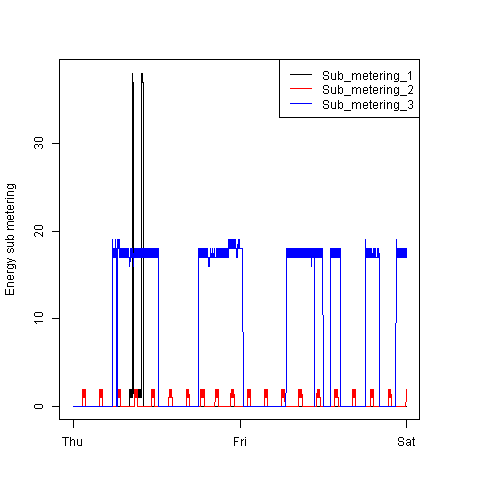 Sub_metering_1
Sub_metering_2
Sub_metering_3
Energy sub metering
30
20
10
0
Thu Fri Sat